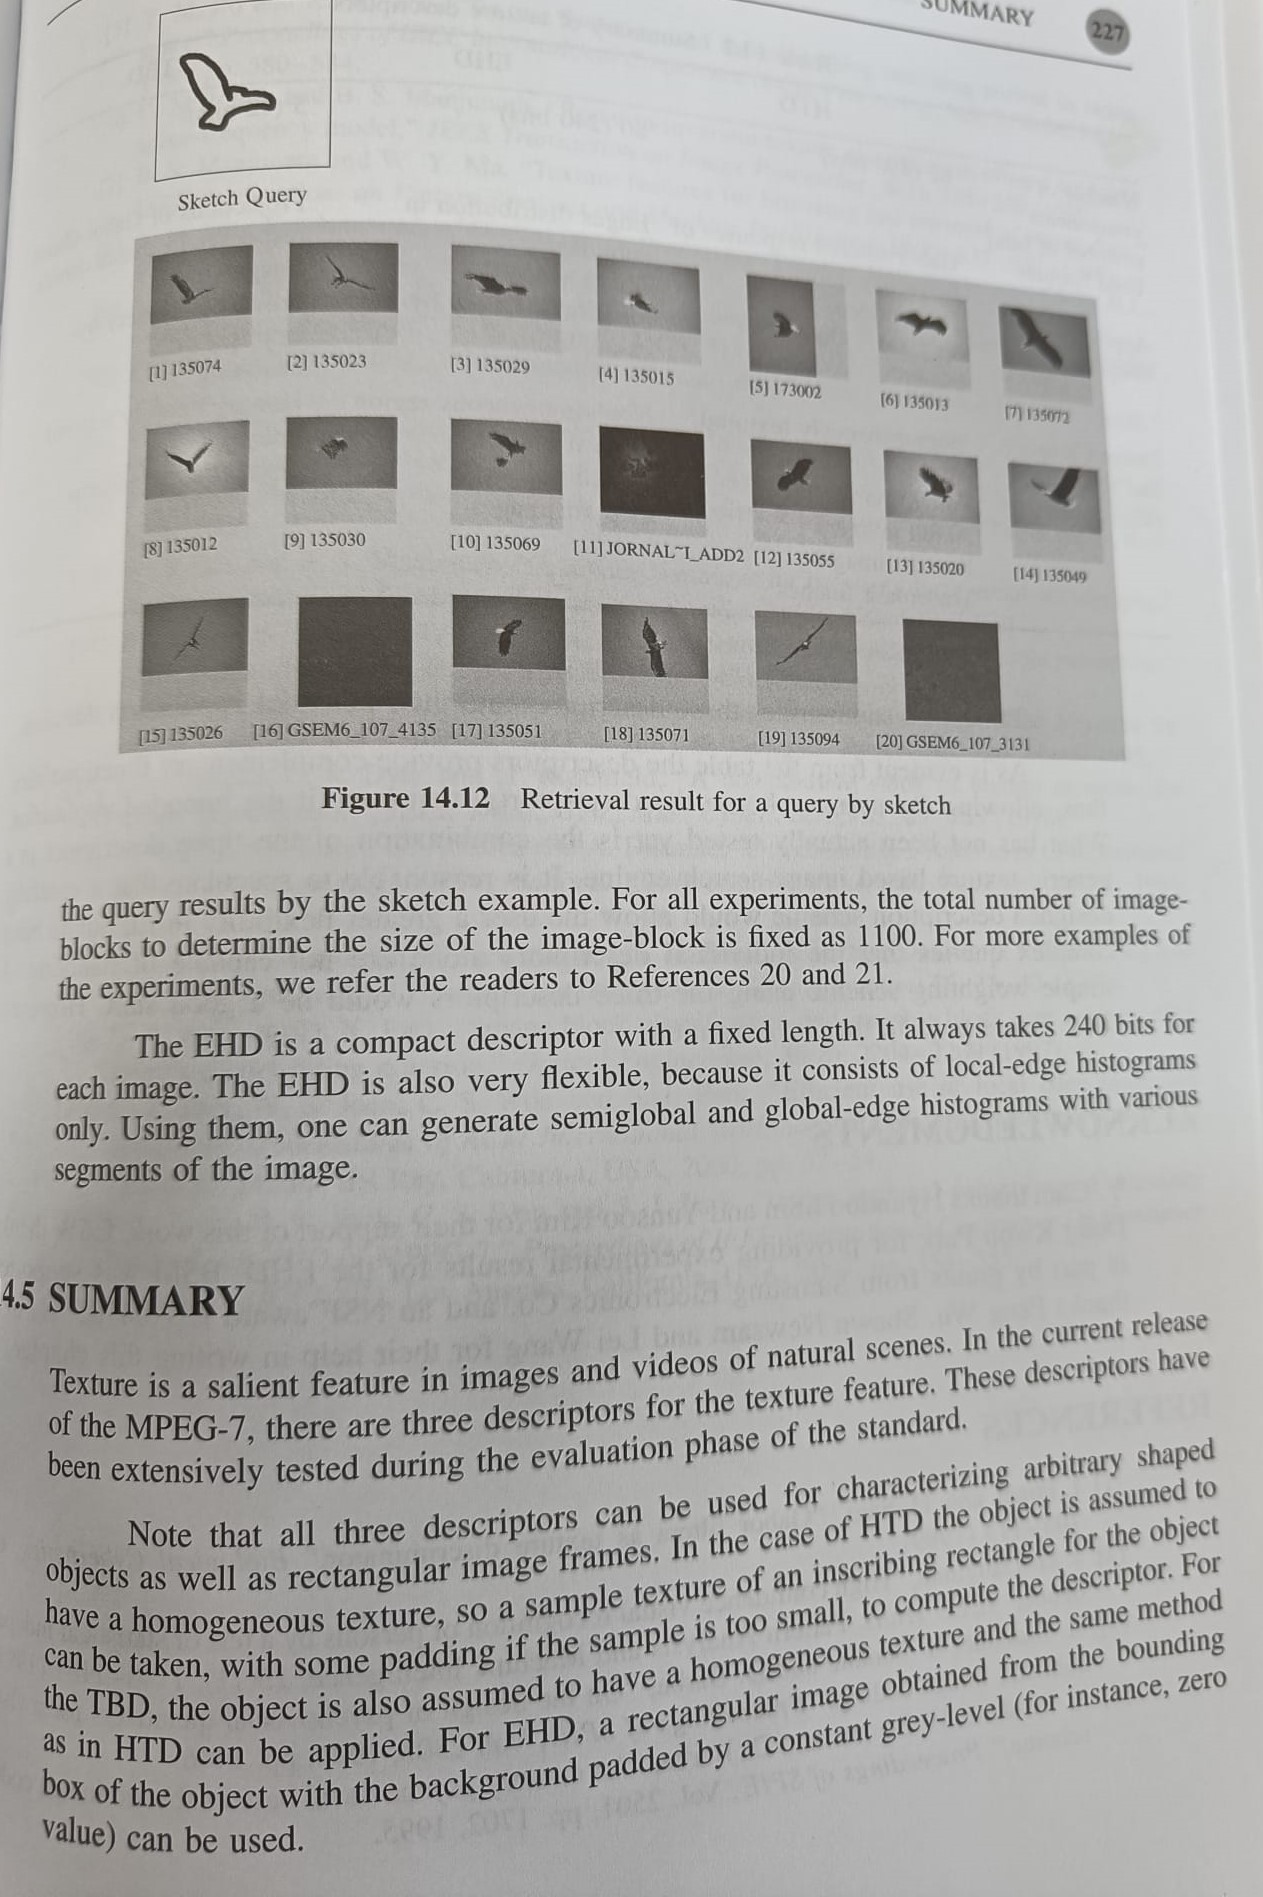 SUMMARY
227
Sketch Query
[1] 135074
[2] 135023
[3] 135029
[4] 135015
[5] 173002
[6] 135013
[7] 135072
[8] 135012
[9] 135030
[10] 135069
[11] JORNAL~I_ADD2
[12] 135055
[13] 135020
[14] 135049
[15] 135026
[16] GSEM6_107_4135
[17] 135051
[18] 135071
[19] 135094
[20] GSEM6_107_3131
Figure 14.12 Retrieval result for a query by sketch
the query results by the sketch example. For all experiments, the total number of image-
blocks to determine the size of the image-block is fixed as 1100. For more examples of
the experiments, we refer the readers to References 20 and 21.
The EHD is a compact descriptor with a fixed length. It always takes 240 bits for
each image. The EHD is also very flexible, because it consists of local-edge histograms
only. Using them, one can generate semiglobal and global-edge histograms with various
segments of the image.
4.5 SUMMARY
Texture is a salient feature in images and videos of natural scenes. In the current release
of the MPEG-7, there are three descriptors for the texture feature. These descriptors have
been extensively tested during the evaluation phase of the standard.
Note that all three descriptors can be used for characterizing arbitrary shaped
objects as well as rectangular image frames. In the case of HTD the object is assumed to
have a homogeneous texture, so a sample texture of an inscribing rectangle for the object
can be taken, with some padding if the sample is too small, to compute the descriptor. For
the TBD, the object is also assumed to have a homogeneous texture and the same method
as in HTD can be applied. For EHD, a rectangular image obtained from the bounding
box of the object with the background padded by a constant grey-level (for instance, zero
value) can be used.